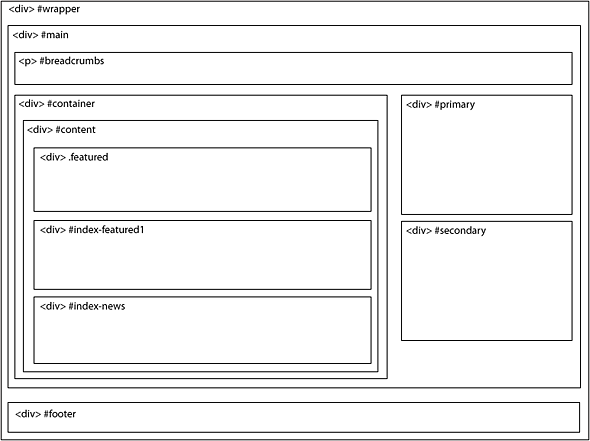 <div> #wrapper
<div> #main
<p> #breadcrumbs
<div> #container
<div> #content
<div> .featured
<div> #index-featured1
<div> #index-news
<div> #primary
<div> #secondary
<div> #footer